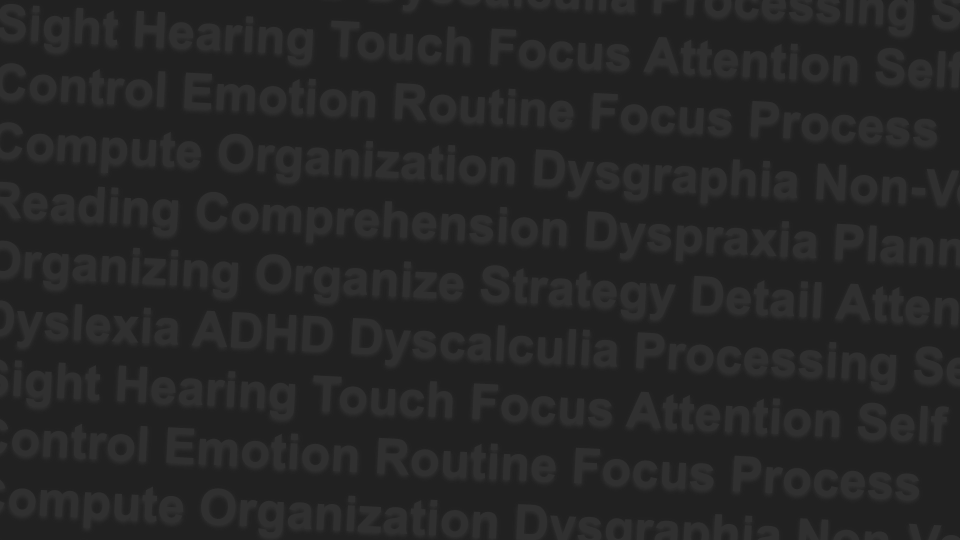 Dyscalculia Processing
Sight Hearing Touch Focus Attention Self
Control Emotion Routine Focus Process
Compute Organization Dysgraphia Non-V
Reading Comprehension Dyspraxia Plann
Organizing Organize Strategy Detail Atten
Dyslexia ADHD Dyscalculia Processing Se
Sight Hearing Touch Focus Attention Self
Control Emotion Routine Focus Process
Compute Organization Dysgraphia Non-Ve